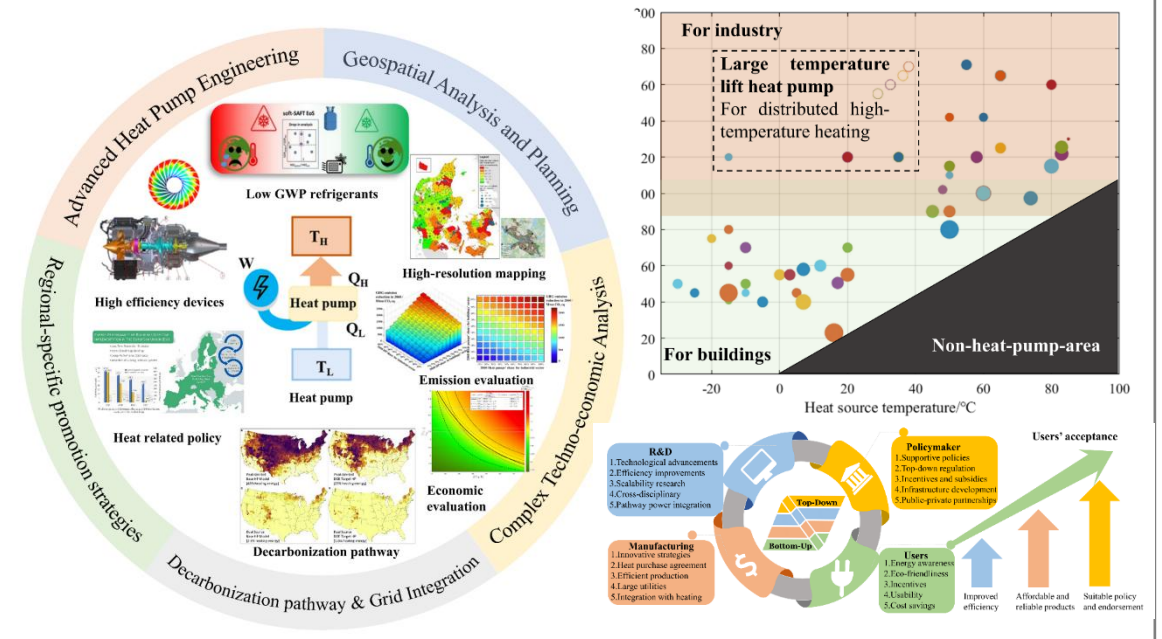 Advanced Heat Pump Engineering
Geospatial Analysis and Planning
Complex Techno-economic Analysis
Decarbonization pathway & Grid Integration
Regional-specific promotion strategies
soft-SAFT EoS
Low GWP refrigerants
High efficiency devices
High-resolution mapping
T_H
W
Q_H
Heat pump
Q_L
T_L
Heat pump
Emission evaluation
Heat related policy
Economic
evaluation
Decarbonization pathway
00
80
60
40
20
00
80
60
40
20
0
-20
0
20
40
60
80
100
Heat source temperature/℃
For industry
Large temperature
lift heat pump
For distributed high-
temperature heating
For buildings
Non-heat-pump-area
R&D
1.Technological advancements
2.Efficiency improvements
3.Scalability research
4.Cross-disciplinary
5.Pathway power integration
Policymaker
1.Supportive policies
2.Top-down regulation
3.Incentives and subsidies
4.Infrastructure development
5.Public-private partnerships
Top-Down
Bottom-Up
Manufacturing
1.Innovative strategies
2.Heat purchase agreement
3.Efficient production
4.Large utilities
5.Integration with heating
Users
1.Energy awareness
2.Eco-friendliness
3.Incentives
4.Usability
5.Cost savings
Users' acceptance
Improved
efficiency
Affordable and
reliable products
Suitable policy
and endorsement